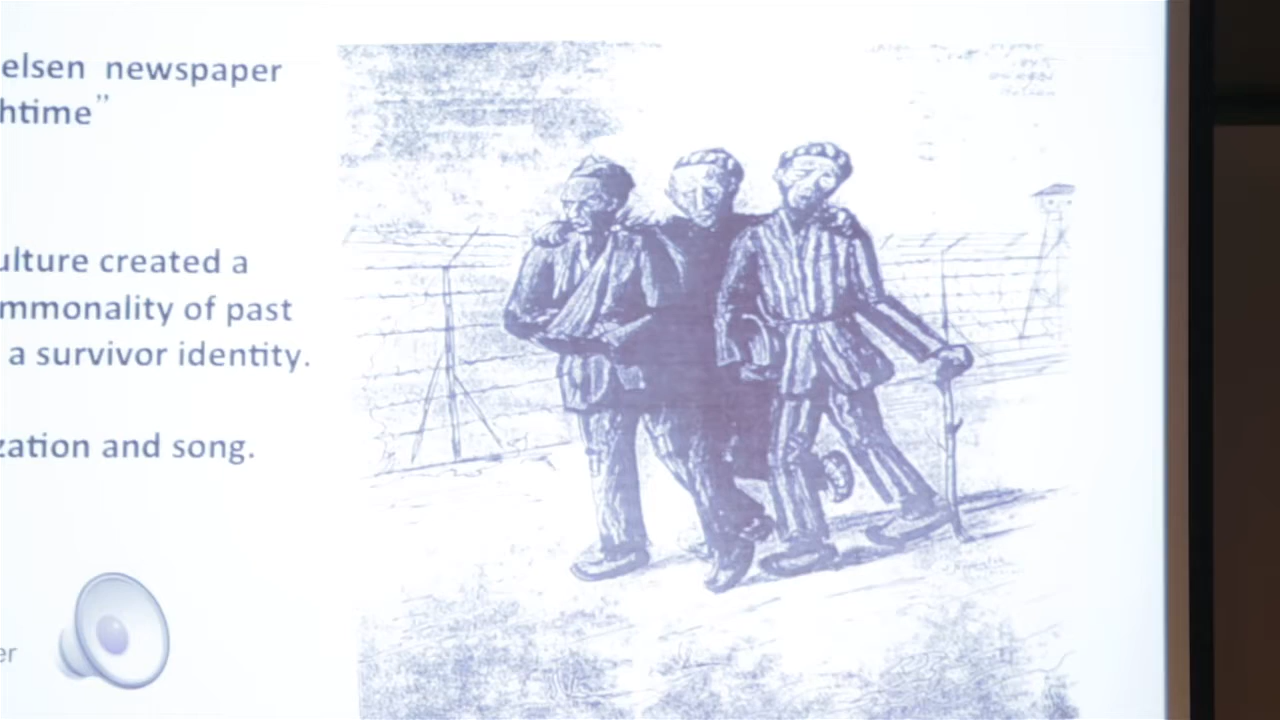 elsen newspaper
htime”
ulture created a
mmonality of past
a survivor identity.
zation and song.
er